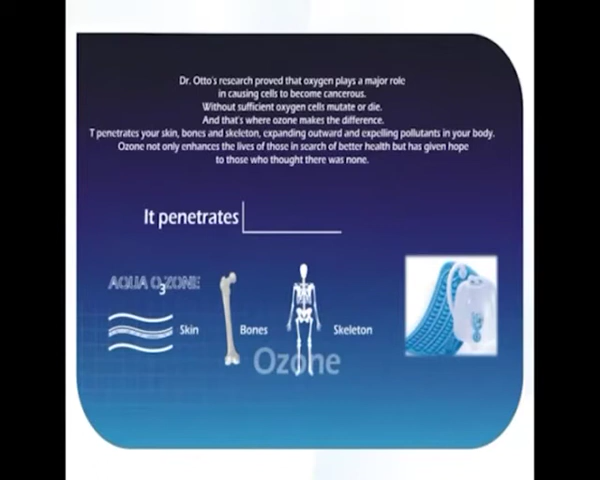 Dr. Otto's research proved that oxygen plays a major role
in causing cells to become cancerous.
Without sufficient oxygen cells mutate or die.
And that's where ozone makes the difference.
T penetrates your skin, bones and skeleton, expanding outward and expelling pollutants in your body.
Ozone not only enhances the lives of those in search of better health but has given hope
to those who thought there was none.
It penetrates
AQUA O3ZONE
Skin
Bones
Skeleton
Ozone